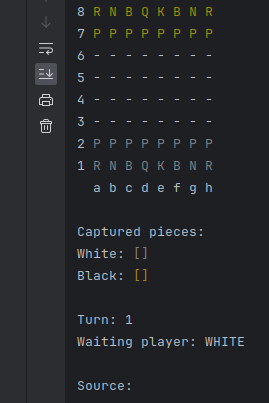 8 R N B Q K B N R
7 P P P P P P P P
6 - - - - - - - -
5 - - - - - - - -
4 - - - - - - - -
3 - - - - - - - -
2 P P P P P P P P
1 R N B Q K B N R
a b c d e f g h
Captured pieces:
White: []
Black: []
Turn: 1
Waiting player: WHITE
Source: